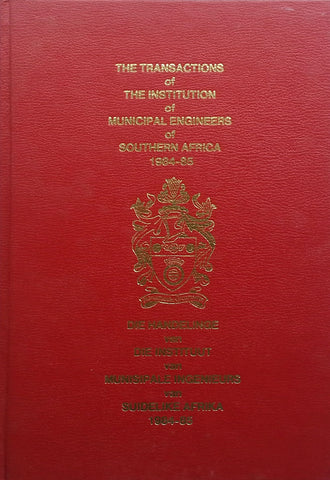 THE TRANSACTIONS
of
THE INSTITUTION
of
MUNICIPAL ENGINEERS
of
SOUTHERN AFRICA
1984-85
DIE HANDELINGE
van
DIE INSTITUUT
van
MUNISIPALE INGENIEURS
van
SUIDELIKE AFRIKA
1984-85